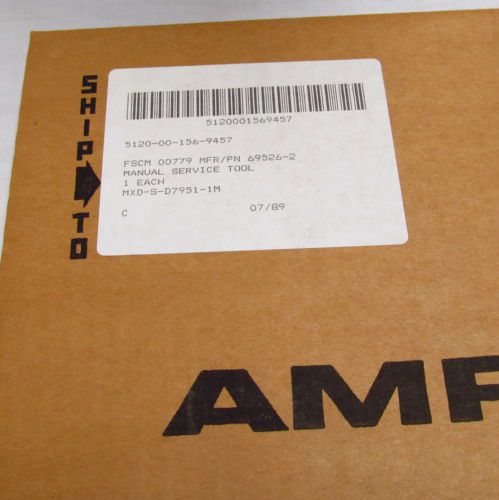 SHIP TO
5120001569457
5120-00-156-9457
FSCM 00779 MFR/PN 69526-2
MANUAL SERVICE TOOL
1 EACH
MXD-S-D7951-1M
C 07/89
AMP